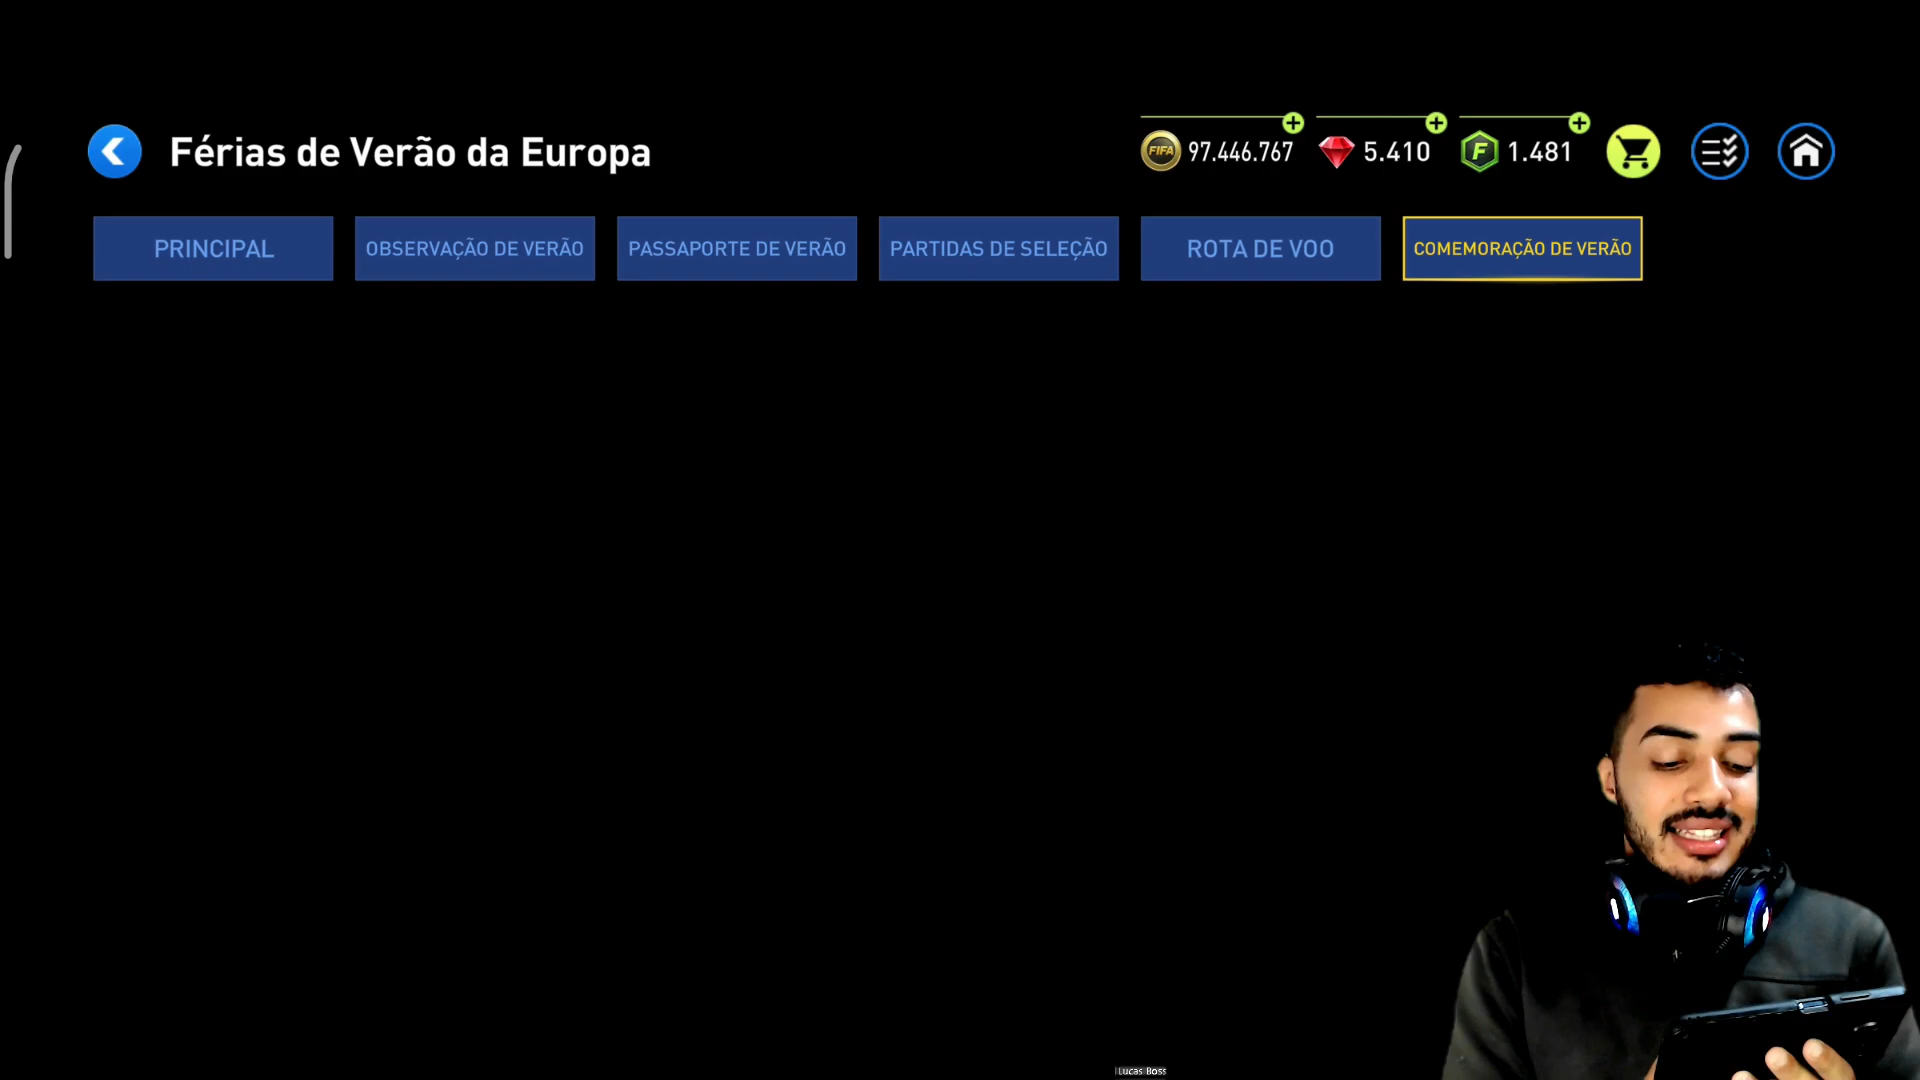 Férias de Verão da Europa
FIFA 97.446.767 5.410 F 1.481
PRINCIPAL OBSERVAÇÃO DE VERÃO PASSAPORTE DE VERÃO PARTIDAS DE SELEÇÃO ROTA DE VOO COMEMORAÇÃO DE VERÃO
Lucas Boss